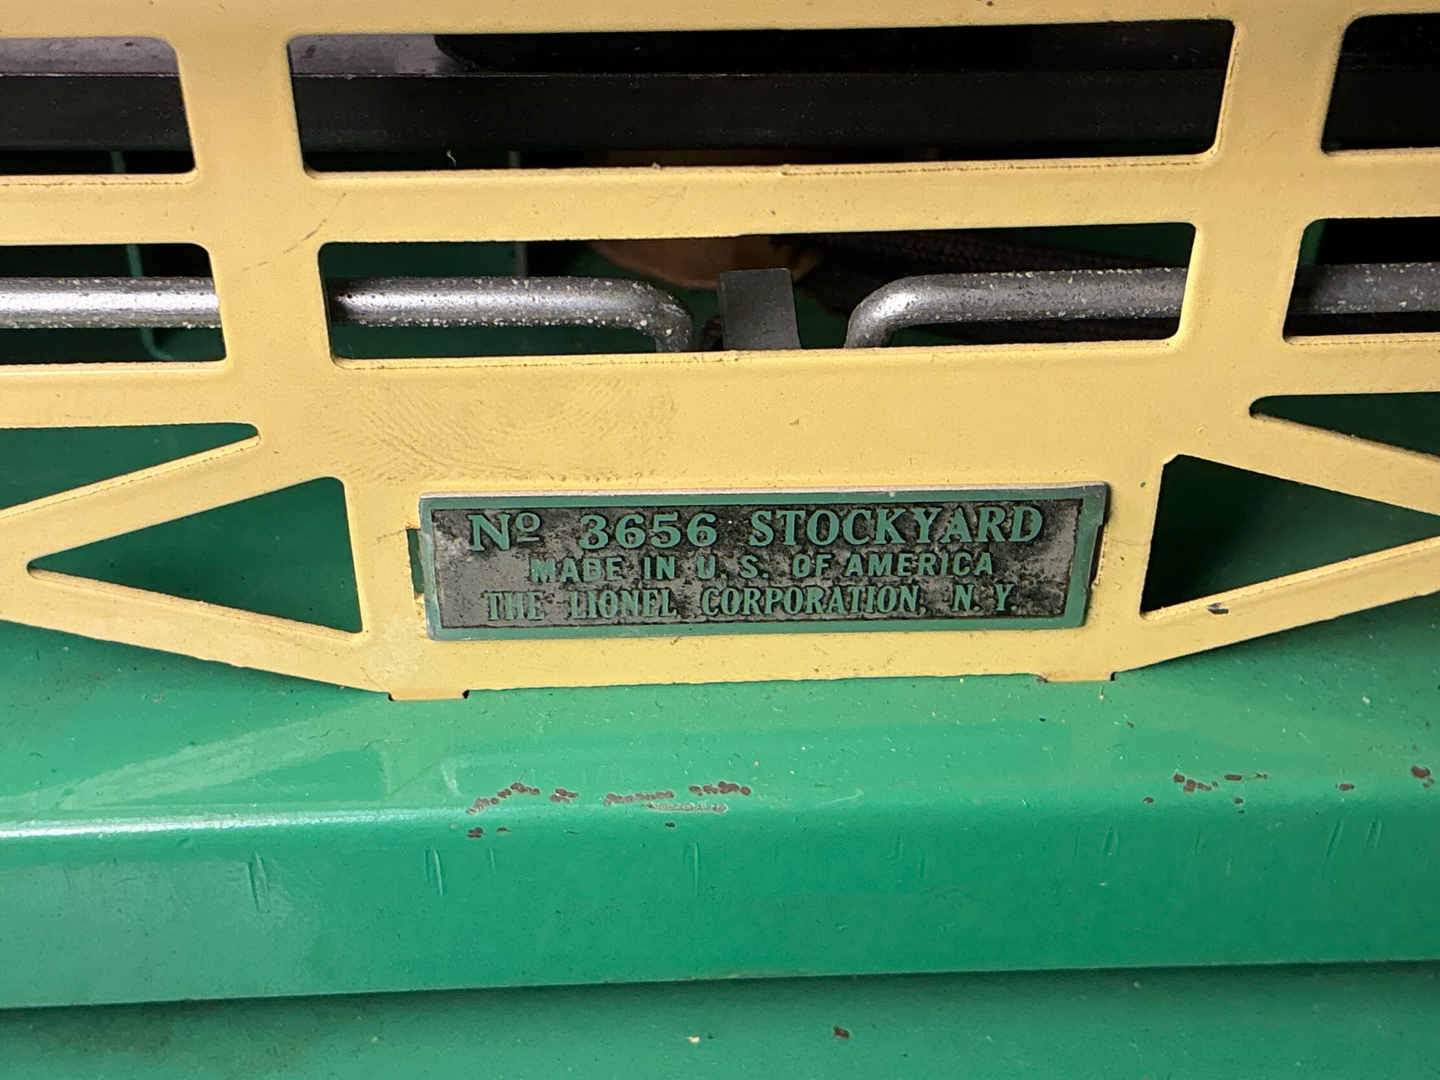 Nº 3656 STOCKYARD
MADE IN U. S. OF AMERICA
THE LIONEL CORPORATION, N. Y.